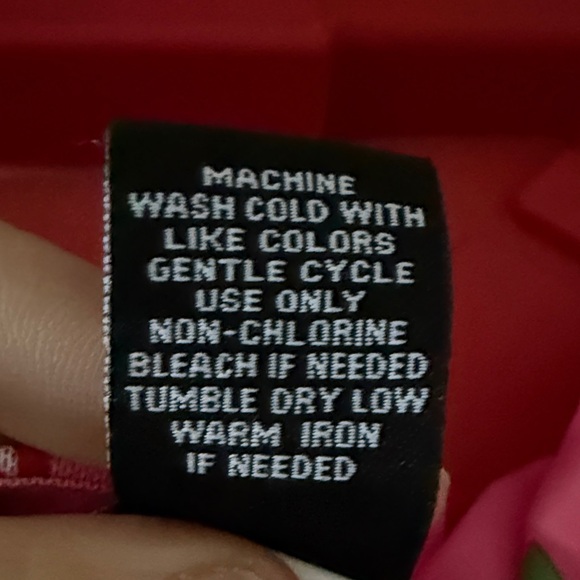 MACHINE
WASH COLD WITH
LIKE COLORS
GENTLE CYCLE
USE ONLY
NON-CHLORINE
BLEACH IF NEEDED
TUMBLE DRY LOW
WARM IRON
IF NEEDED